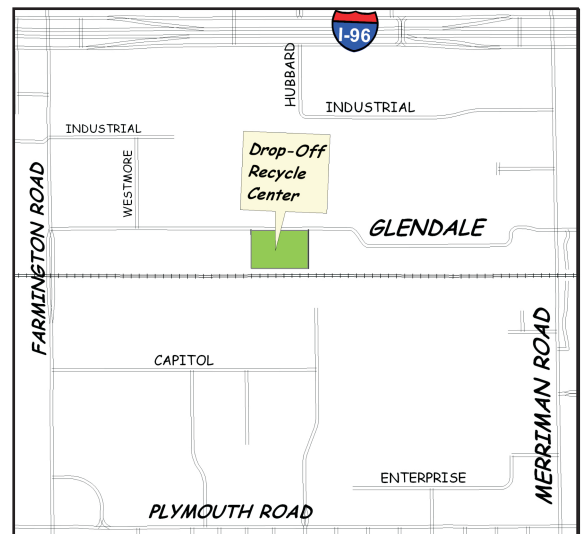 I-96
HUBBARD
INDUSTRIAL
INDUSTRIAL
WESTMORE
Drop-Off
Recycle
Center
GLENDALE
FARMINGTON ROAD
CAPITOL
MERRIMAN ROAD
ENTERPRISE
PLYMOUTH ROAD